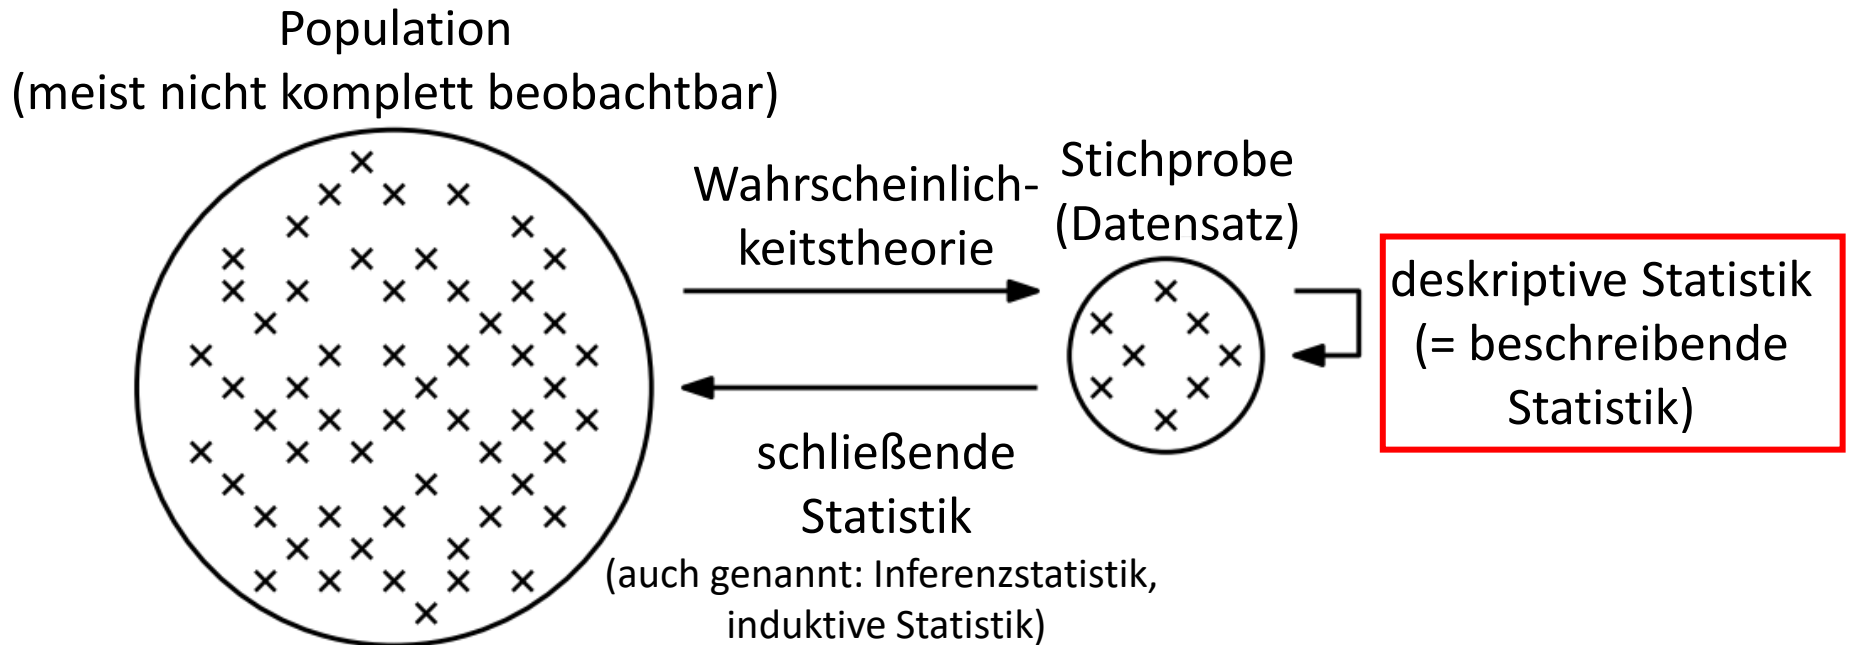 Population
(meist nicht komplett beobachtbar)
Wahrscheinlich-
keitstheorie
Stichprobe
(Datensatz)
deskriptive Statistik
(= beschreibende
Statistik)
schließende
Statistik
(auch genannt: Inferenzstatistik,
induktive Statistik)